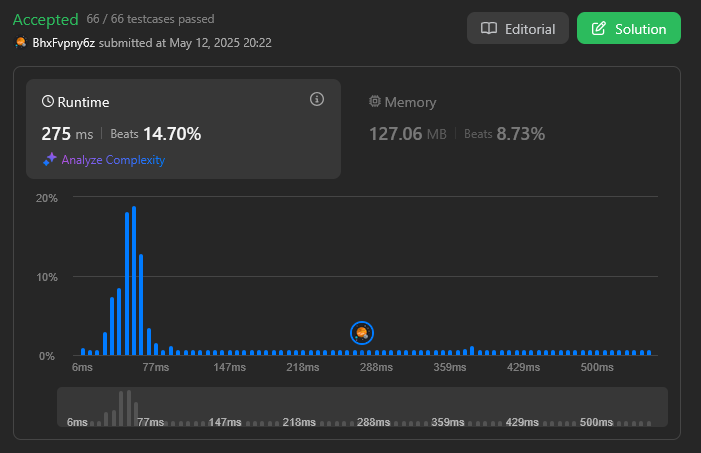 Accepted 66 / 66 testcases passed
BhxFvpny6z submitted at May 12, 2025 20:22
Editorial
Solution
Runtime
275 ms | Beats 14.70%
Analyze Complexity
Memory
127.06 MB | Beats 8.73%
20%
10%
0%
6ms 77ms 147ms 218ms 288ms 359ms 429ms 500ms
6ms 77ms 147ms 218ms 288ms 359ms 429ms 500ms